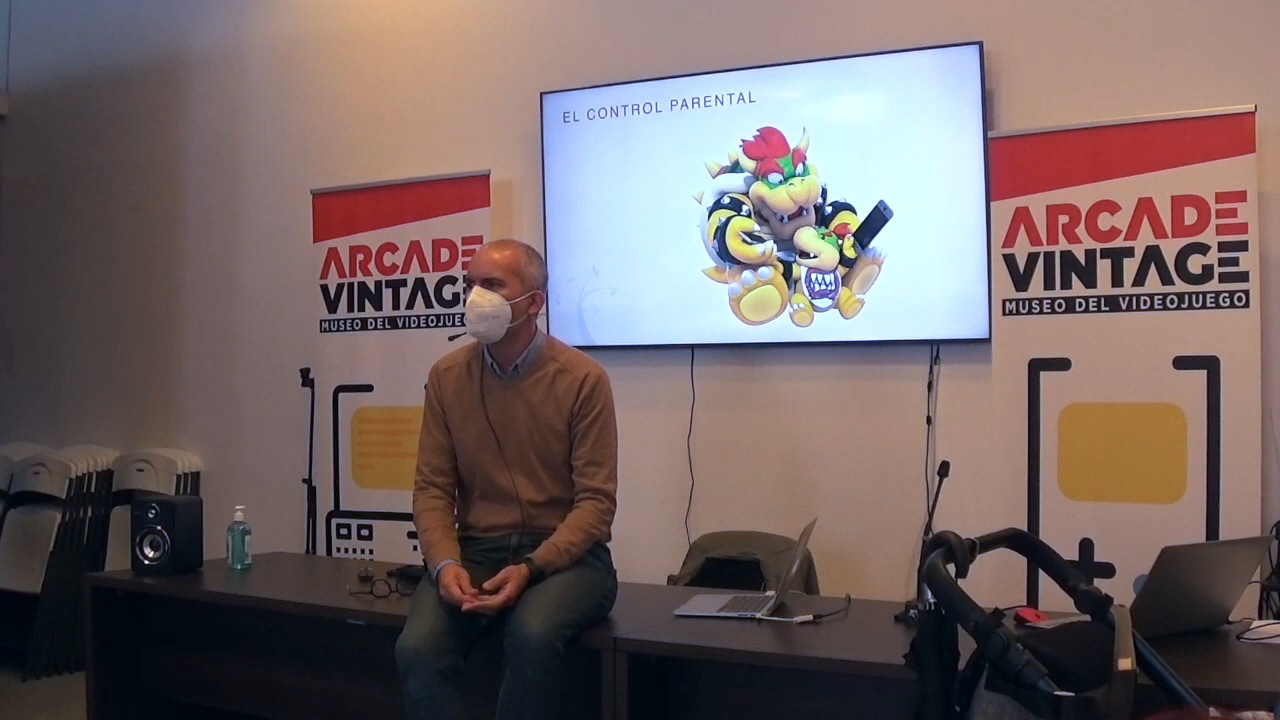 EL CONTROL PARENTAL
ARCADE
VINTAGE
MUSEO DEL VIDEOJUEGO
ARCADE
VINTAGE
MUSEO DEL VIDEOJUEGO